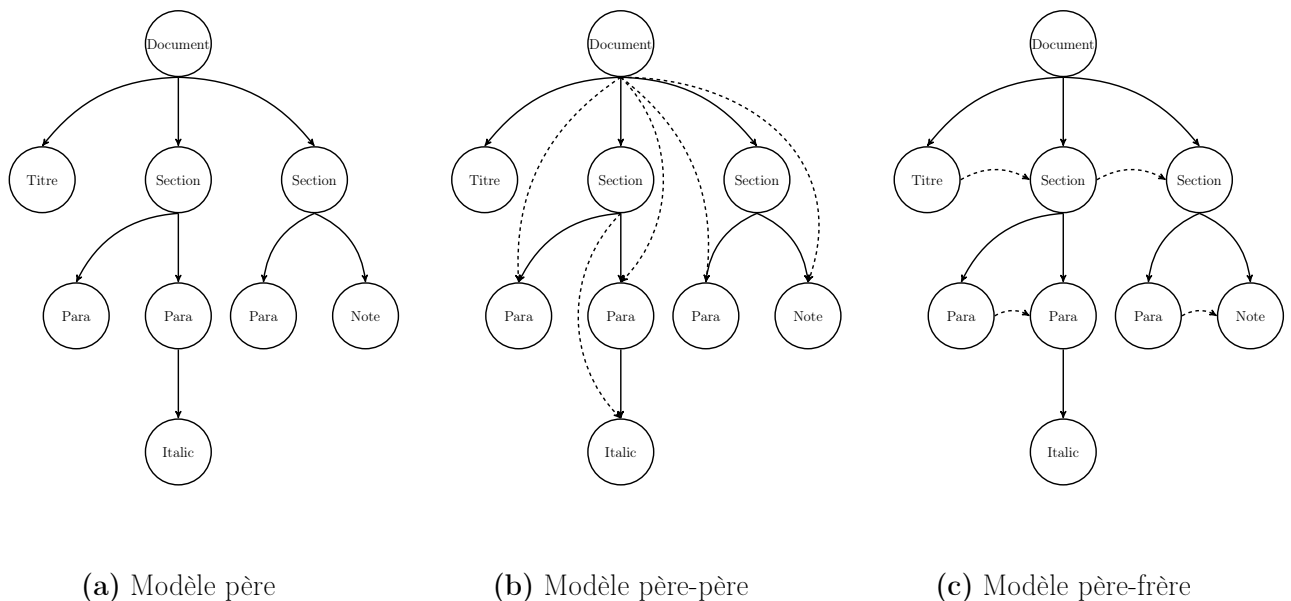 Document
Titre
Section
Section
Para
Para
Para
Note
Italic
(a) Modèle père
Document
Titre
Section
Section
Para
Para
Para
Note
Italic
(b) Modèle père-père
Document
Titre
Section
Section
Para
Para
Para
Note
Italic
(c) Modèle père-frère